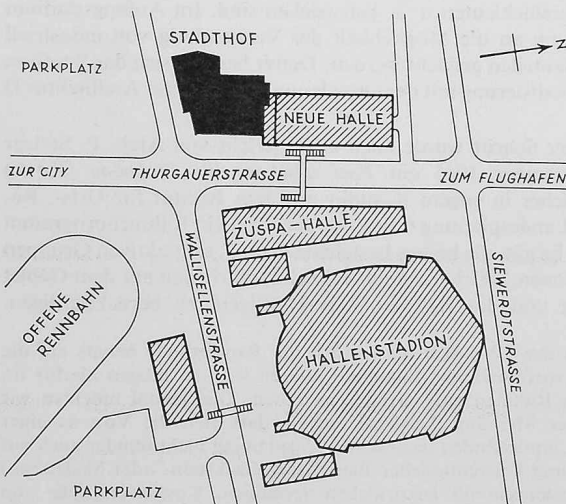 STADTHOF
N
PARKPLATZ
NEUE HALLE
ZUR CITY
THURGAUERSTRASSE
ZUM FLUGHAFEN
ZÜSPA-HALLE
WALLISELLENSTRASSE
SIEWERDTSTRASSE
OFFENE
RENNBAHN
HALLENSTADION
PARKPLATZ